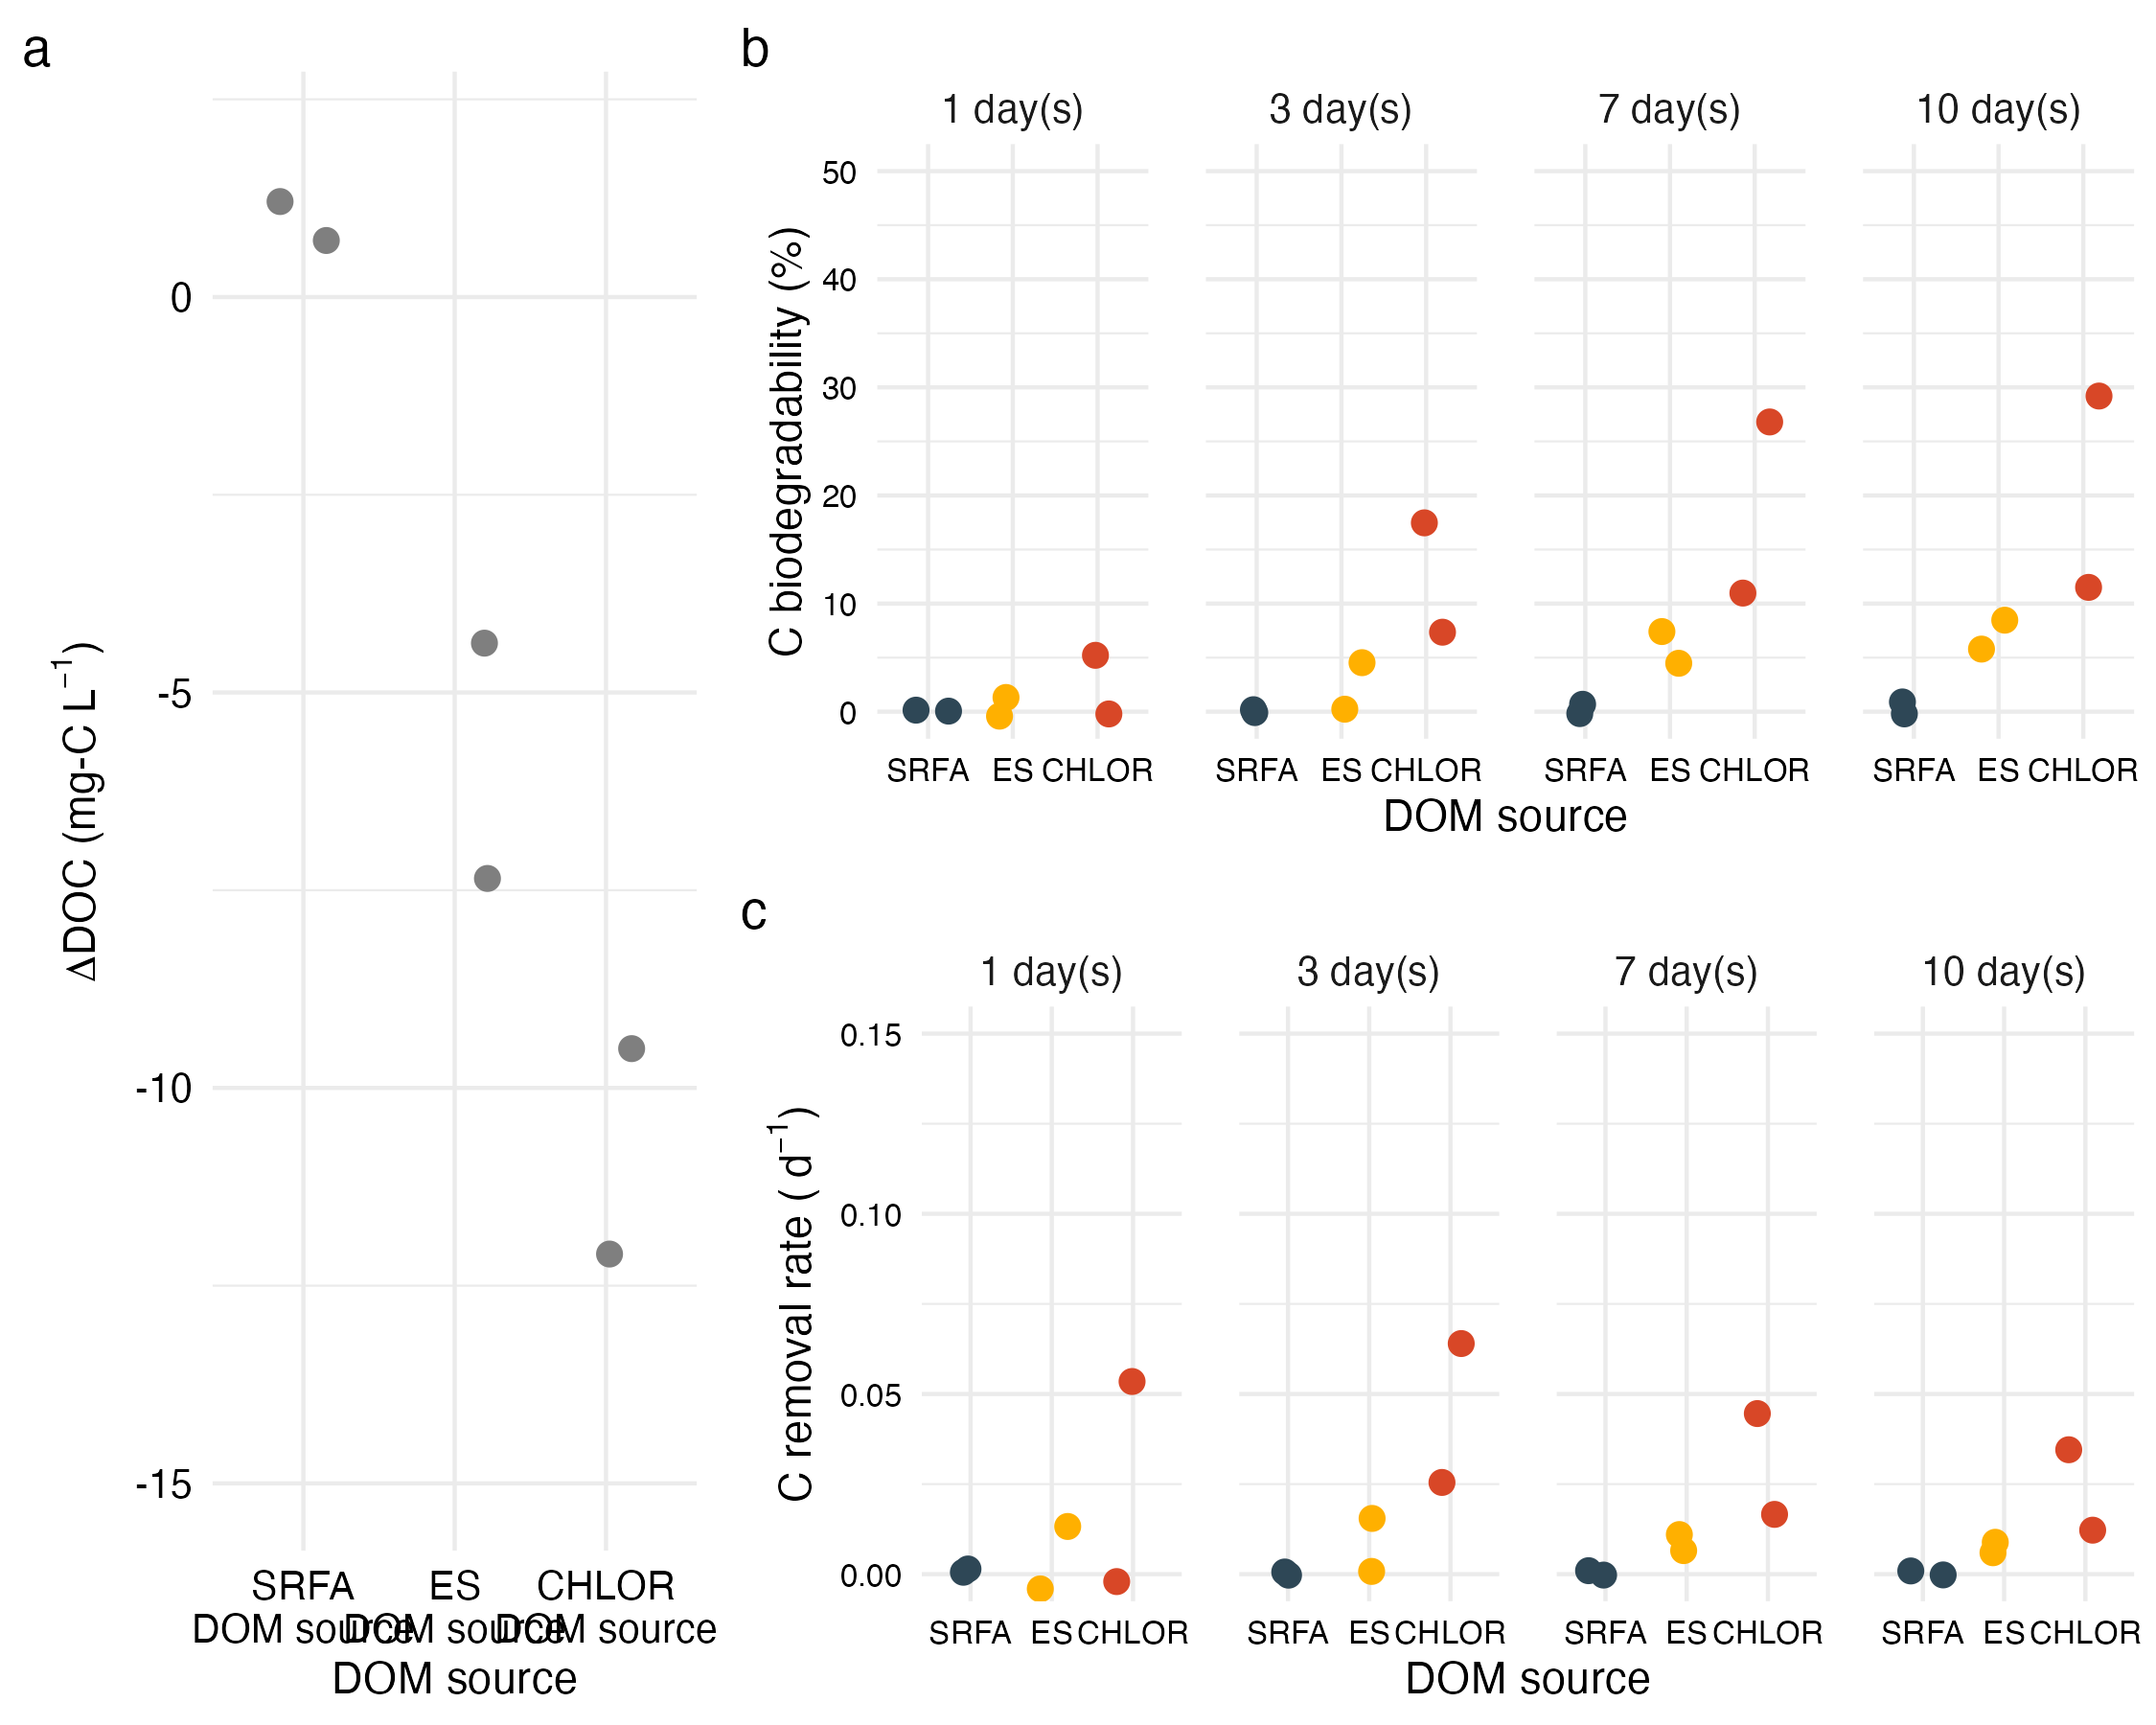 a
0
-5
-10
-15
ΔDOC (mg-C L⁻¹)
SRFA ES CHLOR
DOM source DOM source DOM source
DOM source
b
1 day(s) 3 day(s) 7 day(s) 10 day(s)
50
40
30
20
10
0
C biodegradability (%)
SRFA ES CHLOR SRFA ES CHLOR SRFA ES CHLOR SRFA ES CHLOR
DOM source
c
1 day(s) 3 day(s) 7 day(s) 10 day(s)
0.15
0.10
0.05
0.00
C removal rate ( d⁻¹)
SRFA ES CHLOR SRFA ES CHLOR SRFA ES CHLOR SRFA ES CHLOR
DOM source